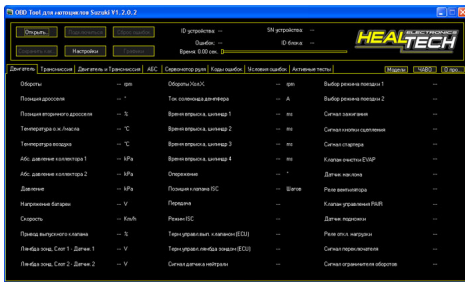 OBD Tool для мотоциклов Suzuki V1.2.0.2
Открыть Подключиться Сброс ошибок
Сохранить как Настройки Графики
ID устройства: -- SN устройства: --
Ошибок: -- ID блока: --
Время: 0.00 сек.
HEALTECH
ELECTRONICS
Двигатель Трансмиссия Двигатель и Трансмиссия АБС Сервомотор руля Коды ошибок Условия ошибок Активные тесты Модели ЧАВО О про...
Обороты -- rpm Обороты Хол.Х. -- rpm Выбор режима поездки 1 --
Позиция дросселя -- ° Ток соленоида демпфера -- A Выбор режима поездки 2 --
Позиция вторичного дросселя -- % Время впрыска, цилиндр 1 -- ms Сигнал зажигания --
Температура о.ж./масла -- °C Время впрыска, цилиндр 2 -- ms Сигнал кнопки сцепления --
Температура воздуха -- °C Время впрыска, цилиндр 3 -- ms Сигнал стартера --
Абс. давление коллектора 1 -- kPa Время впрыска, цилиндр 4 -- ms Клапан очистки EVAP --
Абс. давление коллектора 2 -- kPa Опережение -- ° Датчик наклона --
Давление -- kPa Позиция клапана ISC -- Шагов Реле вентилятора --
Напряжение батареи -- V Передача -- Клапан управления PAIR --
Скорость -- Km/h Режим ISC -- Датчик подножки --
Привод выпускного клапана -- % Терм управл.вып. клапаном (ECU) -- Реле откл. нагрузки --
Лямбда зонд, Слот 1 - Датчик 1 -- V Терм управл. лямбда зондом (ECU) -- Сигнал переключателя --
Лямбда зонд, Слот 2 - Датчик 2 -- V Сигнал датчика нейтрали -- Сигнал ограничителя оборотов --